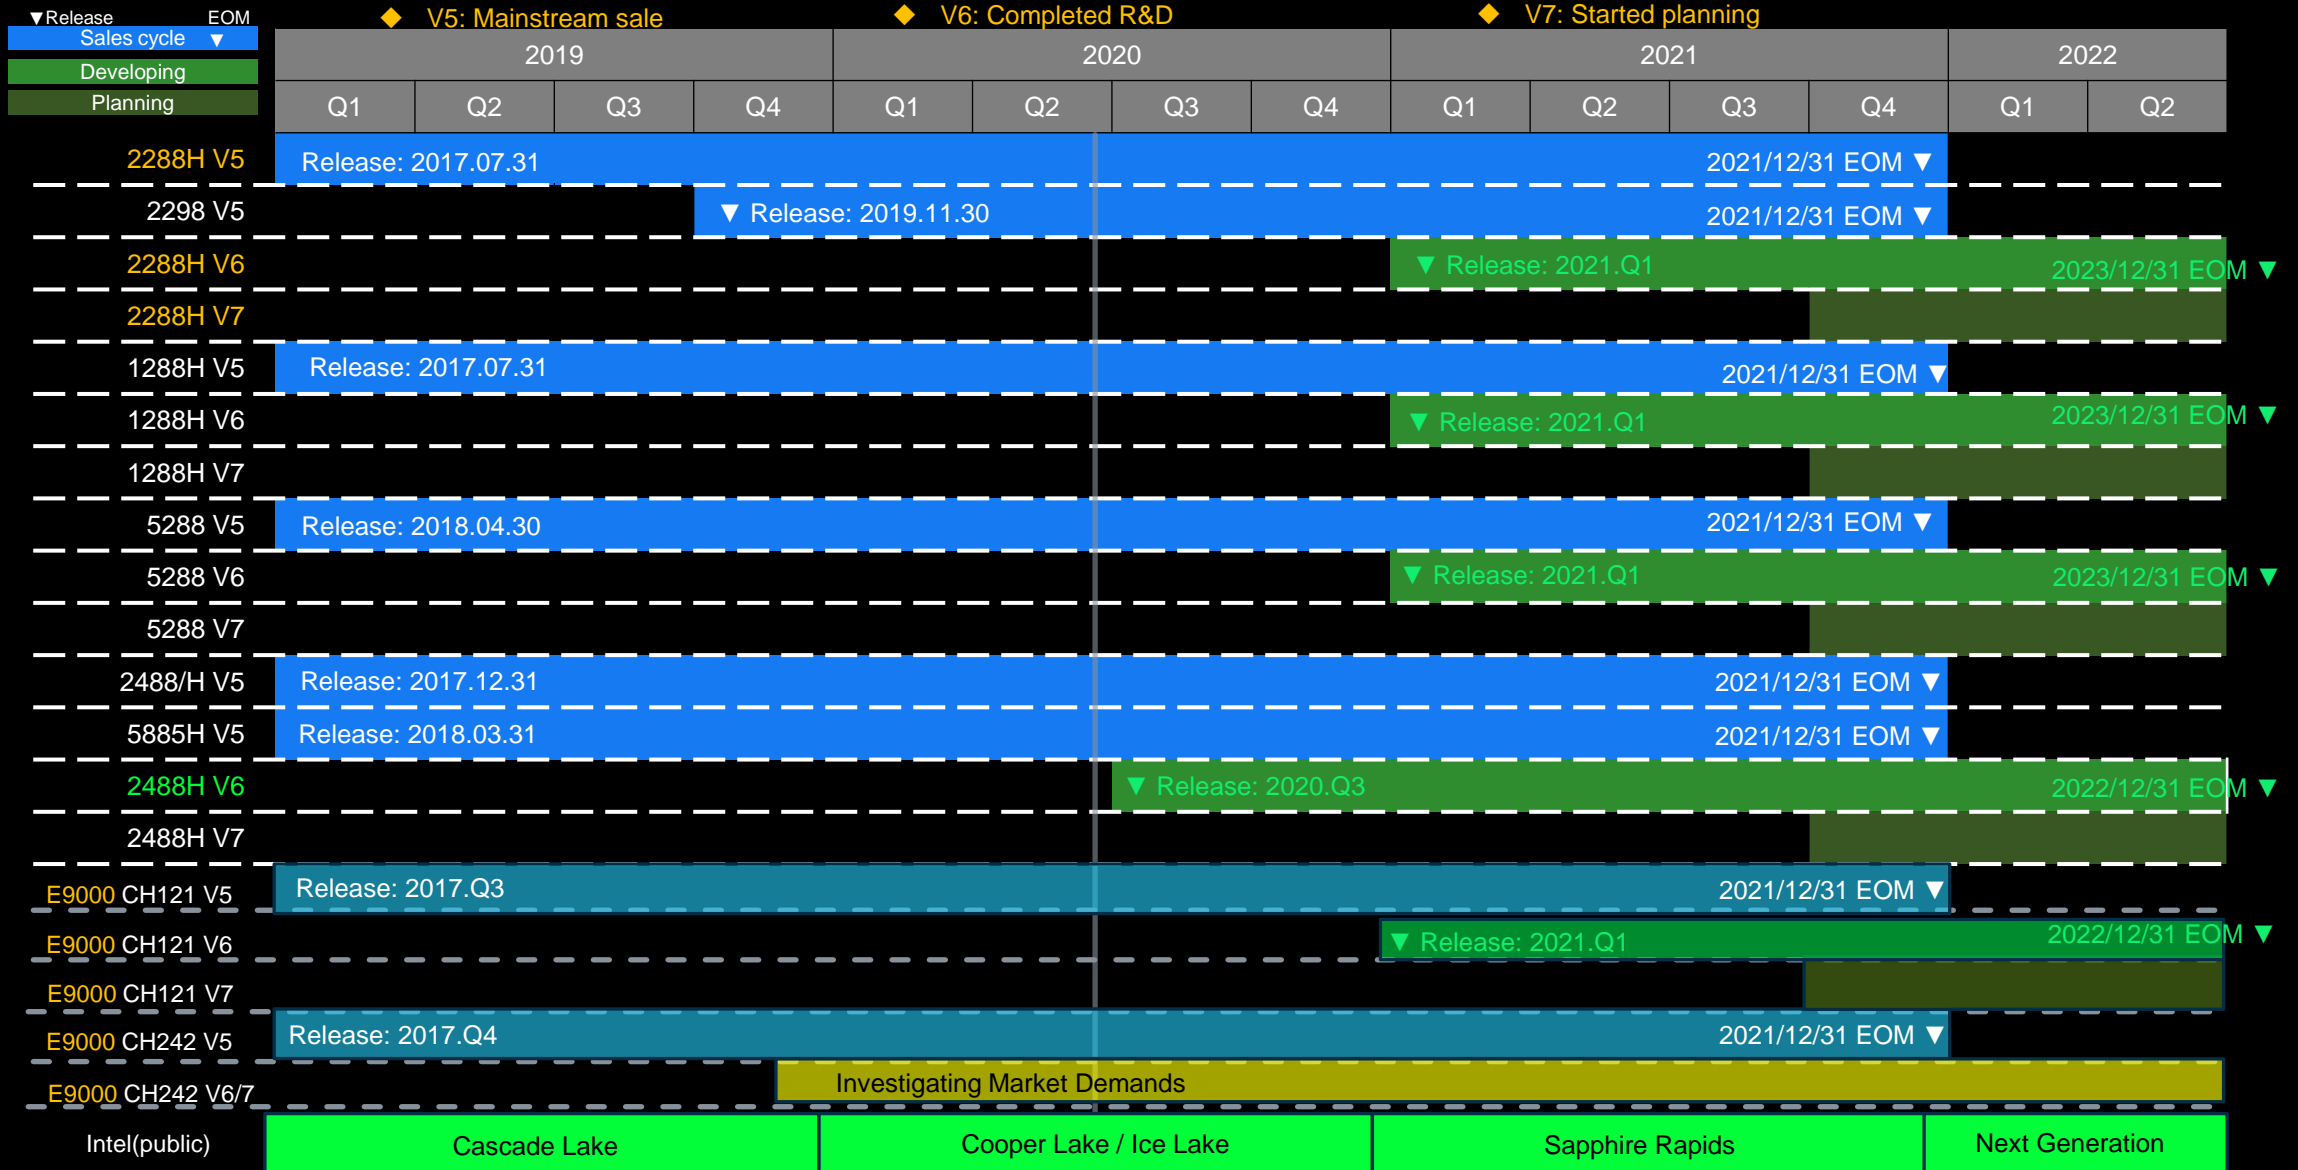 ◆ V5: Mainstream sale ◆ V6: Completed R&D ◆ V7: Started planning
▼Release EOM
Sales cycle ▼
Developing
Planning
2019 2020 2021 2022
Q1 Q2 Q3 Q4 Q1 Q2 Q3 Q4 Q1 Q2 Q3 Q4 Q1 Q2
2288H V5 Release: 2017.07.31 2021/12/31 EOM ▼
2298 V5 ▼ Release: 2019.11.30 2021/12/31 EOM ▼
2288H V6 ▼ Release: 2021.Q1 2023/12/31 EOM ▼
2288H V7
1288H V5 Release: 2017.07.31 2021/12/31 EOM ▼
1288H V6 ▼ Release: 2021.Q1 2023/12/31 EOM ▼
1288H V7
5288 V5 Release: 2018.04.30 2021/12/31 EOM ▼
5288 V6 ▼ Release: 2021.Q1 2023/12/31 EOM ▼
5288 V7
2488/H V5 Release: 2017.12.31 2021/12/31 EOM ▼
5885H V5 Release: 2018.03.31 2021/12/31 EOM ▼
2488H V6 ▼ Release: 2020.Q3 2022/12/31 EOM ▼
2488H V7
E9000 CH121 V5 Release: 2017.Q3 2021/12/31 EOM ▼
E9000 CH121 V6 ▼ Release: 2021.Q1 2022/12/31 EOM ▼
E9000 CH121 V7
E9000 CH242 V5 Release: 2017.Q4 2021/12/31 EOM ▼
E9000 CH242 V6/7 Investigating Market Demands
Intel(public) Cascade Lake Cooper Lake / Ice Lake Sapphire Rapids Next Generation